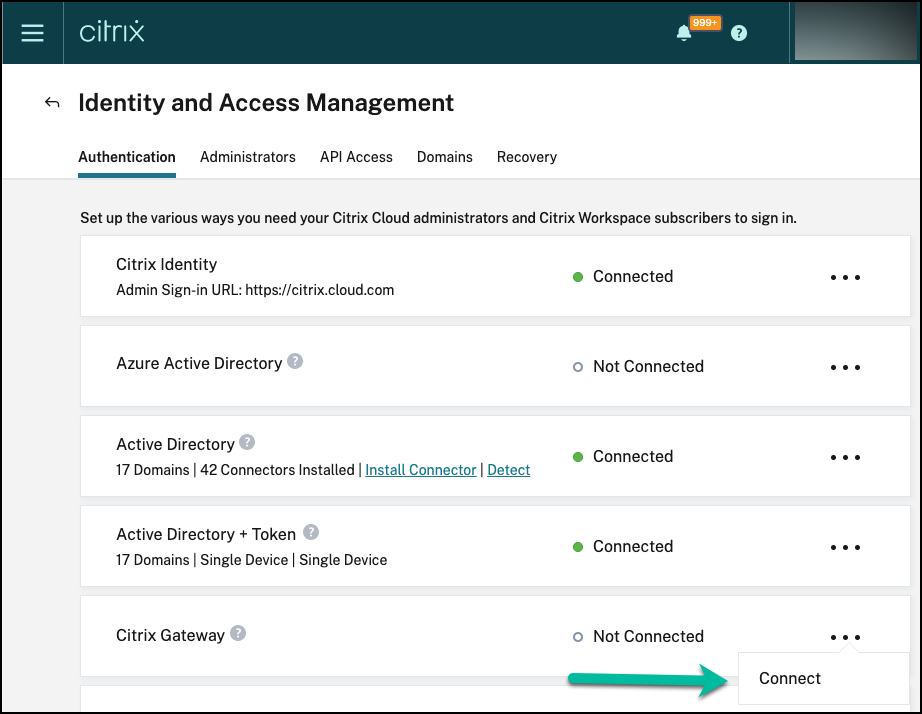 citrix
999+
?
Identity and Access Management
Authentication
Administrators
API Access
Domains
Recovery
Set up the various ways you need your Citrix Cloud administrators and Citrix Workspace subscribers to sign in.
Citrix Identity
Admin Sign-in URL: https://citrix.cloud.com
Connected
Azure Active Directory ?
Not Connected
Active Directory ?
17 Domains | 42 Connectors Installed | Install Connector | Detect
Connected
Active Directory + Token ?
17 Domains | Single Device | Single Device
Connected
Citrix Gateway ?
Not Connected
Connect